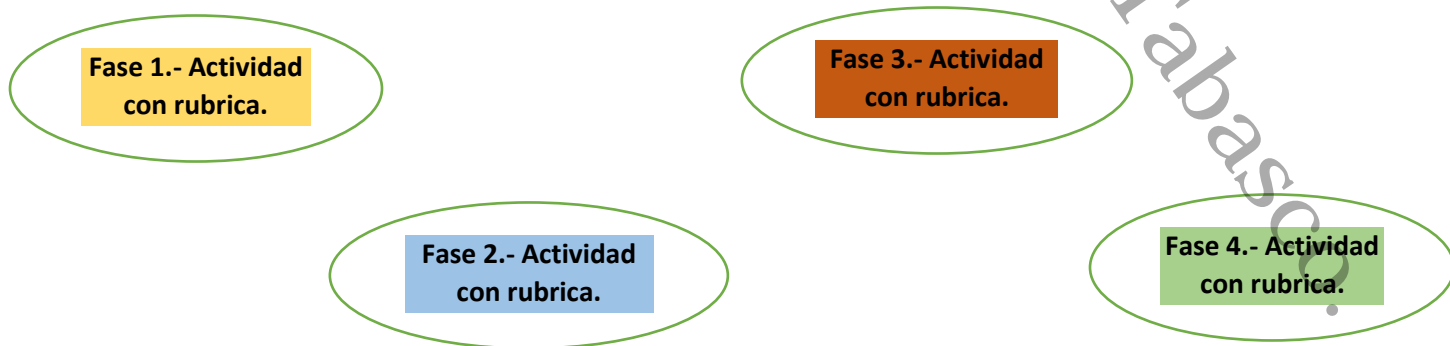 Fase 1.- Actividad
con rubrica.
Fase 2.- Actividad
con rubrica.
Fase 3.- Actividad
con rubrica.
Fase 4.- Actividad
con rubrica.
Tabasco.